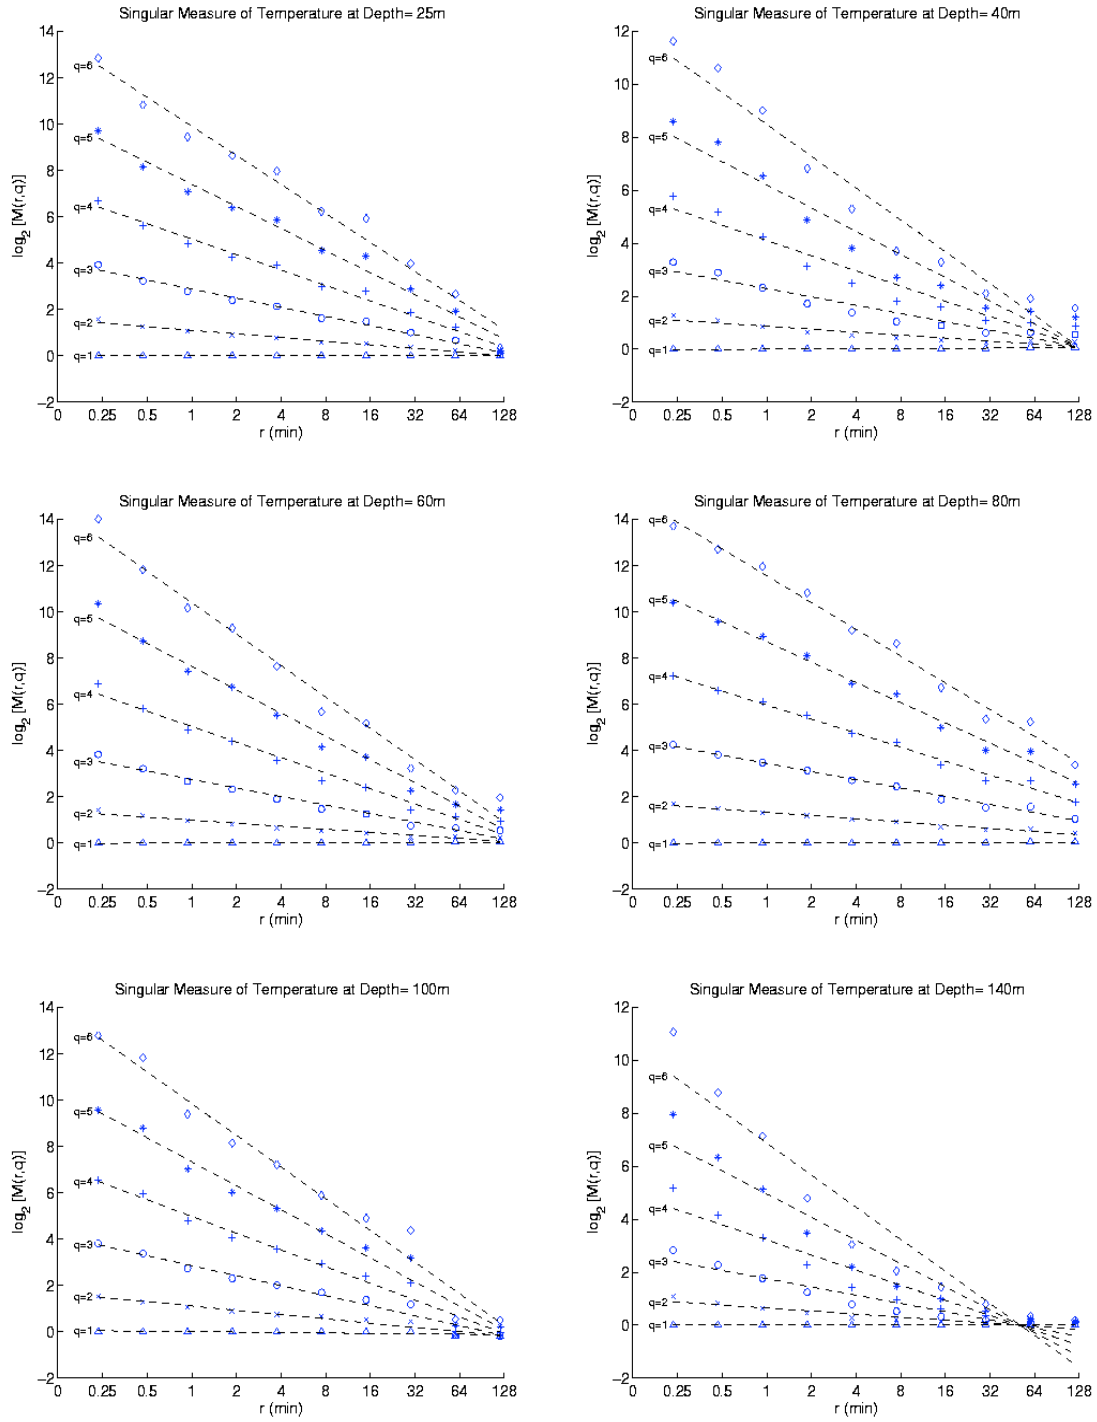 Singular Measure of Temperature at Depth= 25m
14
12
10
8
6
4
2
0
−2
log2 [M(r,q)]
q=6
q=5
q=4
q=3
q=2
q=1
0 0.25 0.5 1 2 4 8 16 32 64 128
r (min)
Singular Measure of Temperature at Depth= 40m
12
10
8
6
4
2
0
−2
log2 [M(r,q)]
q=6
q=5
q=4
q=3
q=2
q=1
0 0.25 0.5 1 2 4 8 16 32 64 128
r (min)
Singular Measure of Temperature at Depth= 60m
14
12
10
8
6
4
2
0
−2
log2 [M(r,q)]
q=6
q=5
q=4
q=3
q=2
q=1
0 0.25 0.5 1 2 4 8 16 32 64 128
r (min)
Singular Measure of Temperature at Depth= 80m
14
12
10
8
6
4
2
0
−2
log2 [M(r,q)]
q=6
q=5
q=4
q=3
q=2
q=1
0 0.25 0.5 1 2 4 8 16 32 64 128
r (min)
Singular Measure of Temperature at Depth= 100m
14
12
10
8
6
4
2
0
−2
log2 [M(r,q)]
q=6
q=5
q=4
q=3
q=2
q=1
0 0.25 0.5 1 2 4 8 16 32 64 128
r (min)
Singular Measure of Temperature at Depth= 140m
12
10
8
6
4
2
0
−2
log2 [M(r,q)]
q=6
q=5
q=4
q=3
q=2
q=1
0 0.25 0.5 1 2 4 8 16 32 64 128
r (min)